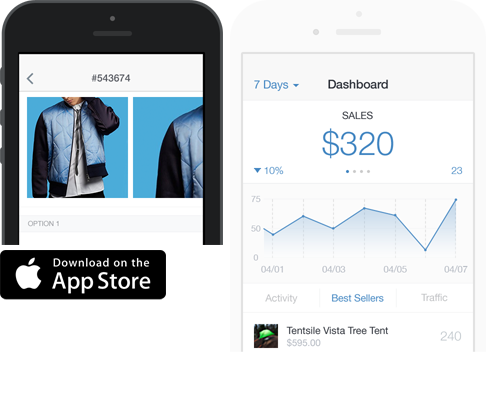 #543674
OPTION 1
Download on the
App Store
7 Days
Dashboard
SALES
$320
10%
23
75
50
0
04/01 04/03 04/05 04/07
Activity Best Sellers Traffic
Tentsile Vista Tree Tent
$595.00
240